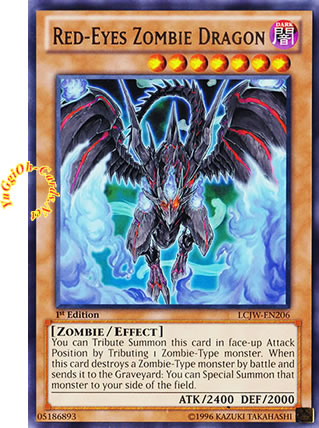 RED-EYES ZOMBIE DRAGON
DARK
闇
YuGgiOh-Cards.Net
1st Edition
LCJW-EN206
[ZOMBIE / EFFECT]
You can Tribute Summon this card in face-up Attack
Position by Tributing 1 Zombie-Type monster. When
this card destroys a Zombie-Type monster by battle and
sends it to the Graveyard: You can Special Summon that
monster to your side of the field.
ATK/2400 DEF/2000
05186893
©1996 KAZUKI TAKAHASHI